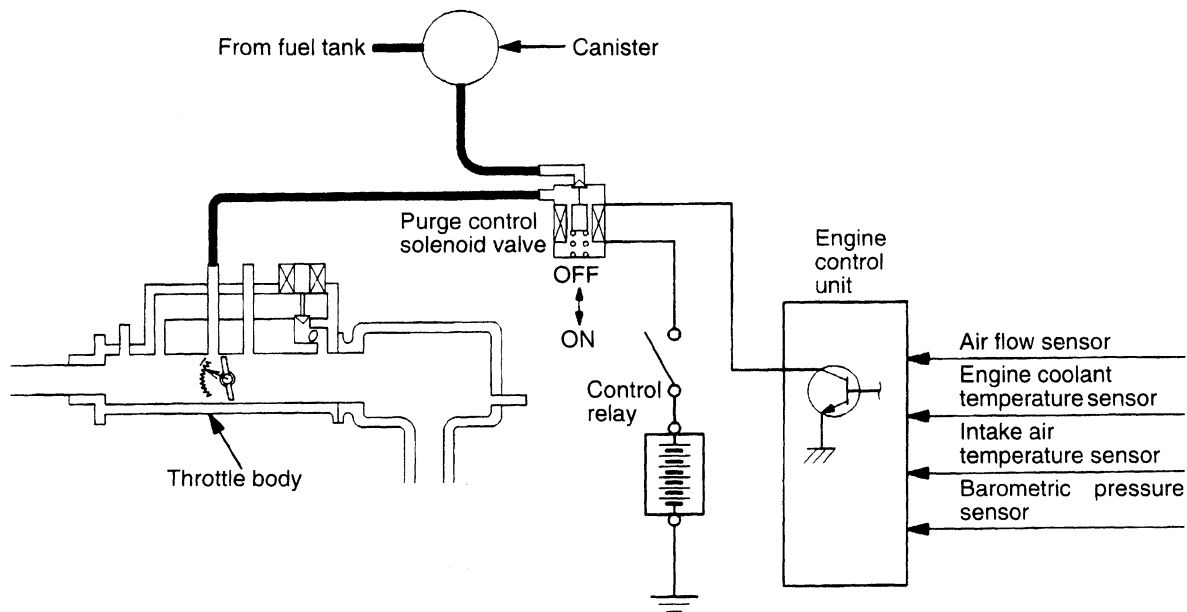 From fuel tank
Canister
Purge control
solenoid valve
OFF
ON
Engine
control
unit
Control
relay
Air flow sensor
Engine coolant
temperature sensor
Intake air
temperature sensor
Barometric pressure
sensor
Throttle body